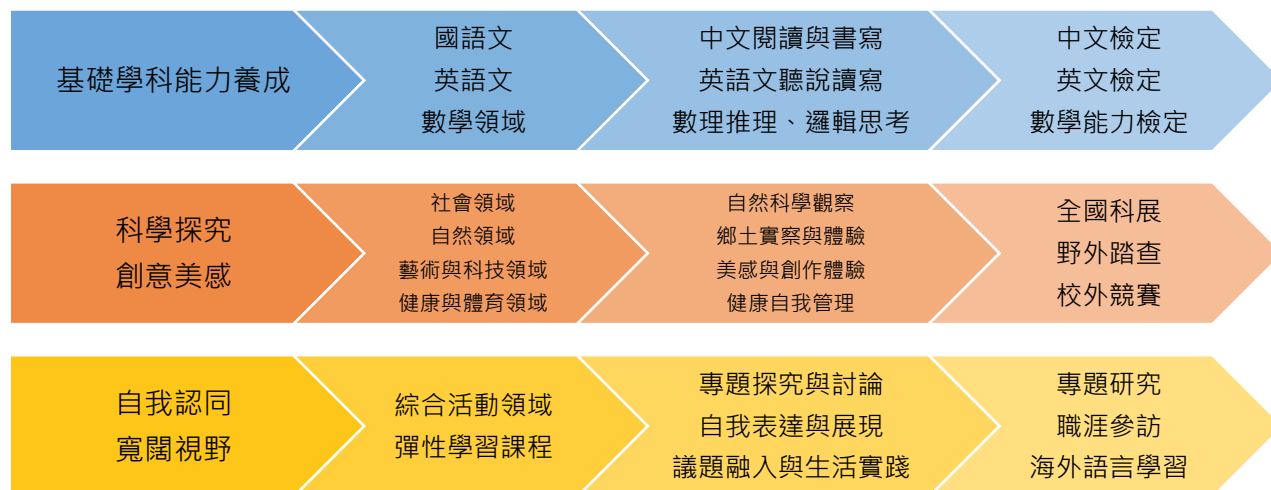 基礎學科能力養成
國語文
英語文
數學領域
中文閱讀與書寫
英語文聽說讀寫
數理推理、邏輯思考
中文檢定
英文檢定
數學能力檢定
科學探究
創意美感
社會領域
自然領域
藝術與科技領域
健康與體育領域
自然科學觀察
鄉土實察與體驗
美感與創作體驗
健康自我管理
全國科展
野外踏查
校外競賽
自我認同
寬闊視野
綜合活動領域
彈性學習課程
專題探究與討論
自我表達與展現
議題融入與生活實踐
專題研究
職涯參訪
海外語言學習